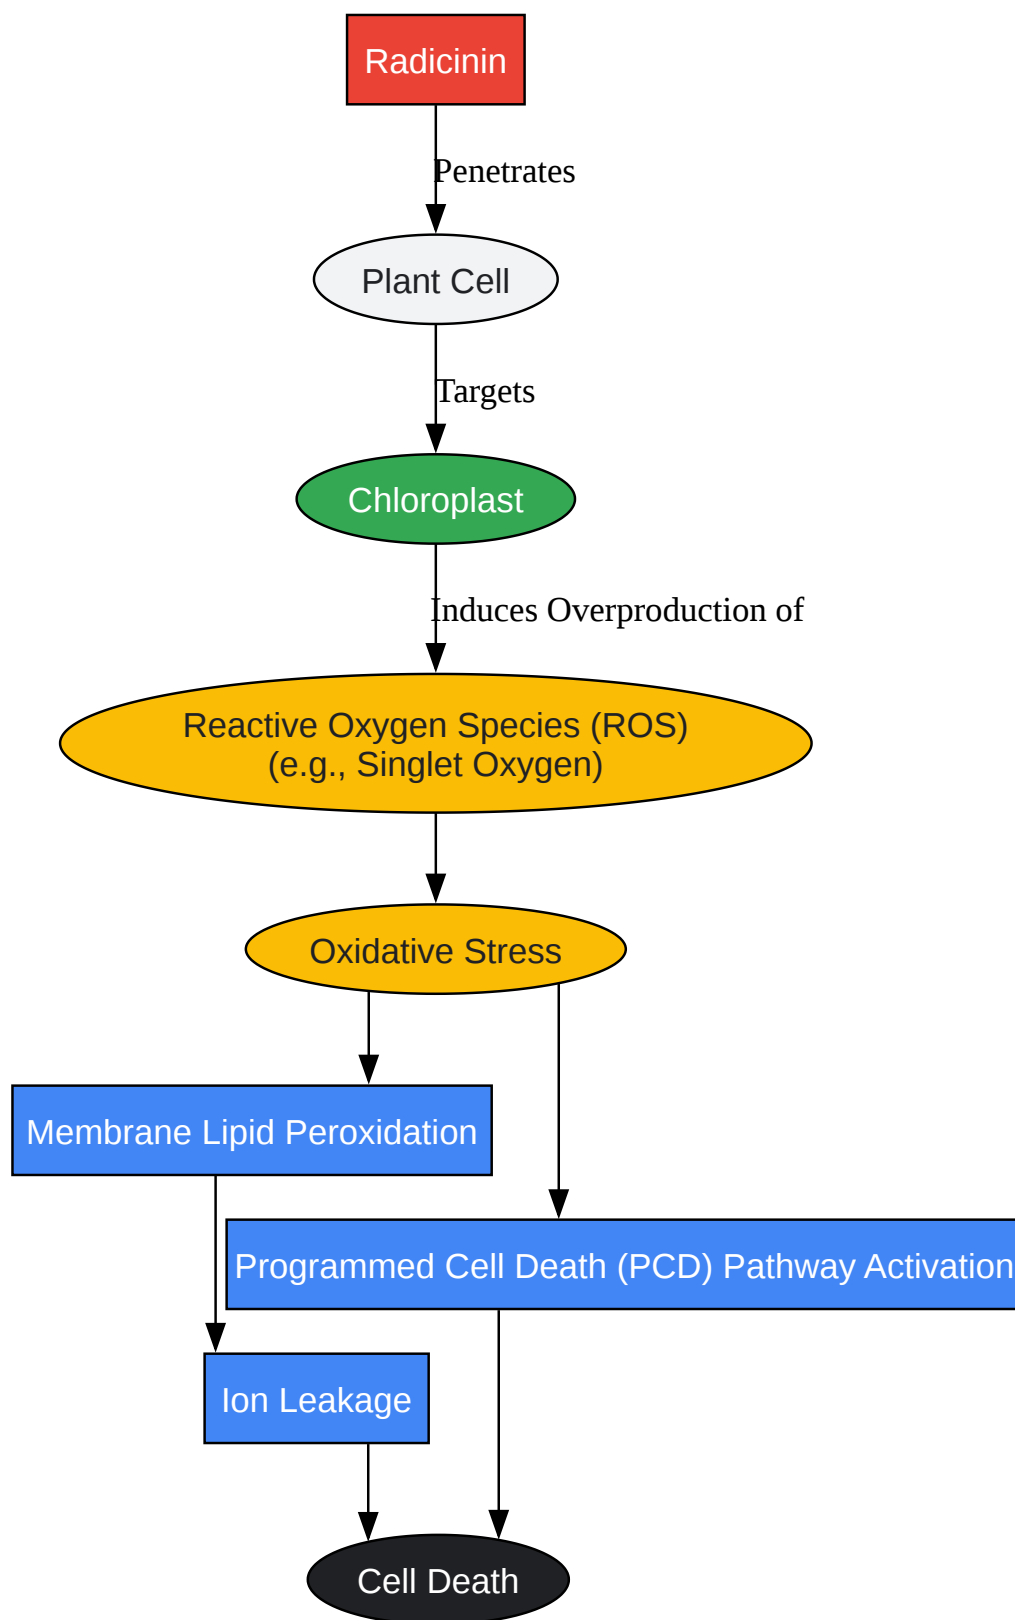 Radicinin
Penetrates
Plant Cell
Targets
Chloroplast
Induces Overproduction of
Reactive Oxygen Species (ROS)
(e.g., Singlet Oxygen)
Oxidative Stress
Membrane Lipid Peroxidation
Programmed Cell Death (PCD) Pathway Activation
Ion Leakage
Cell Death